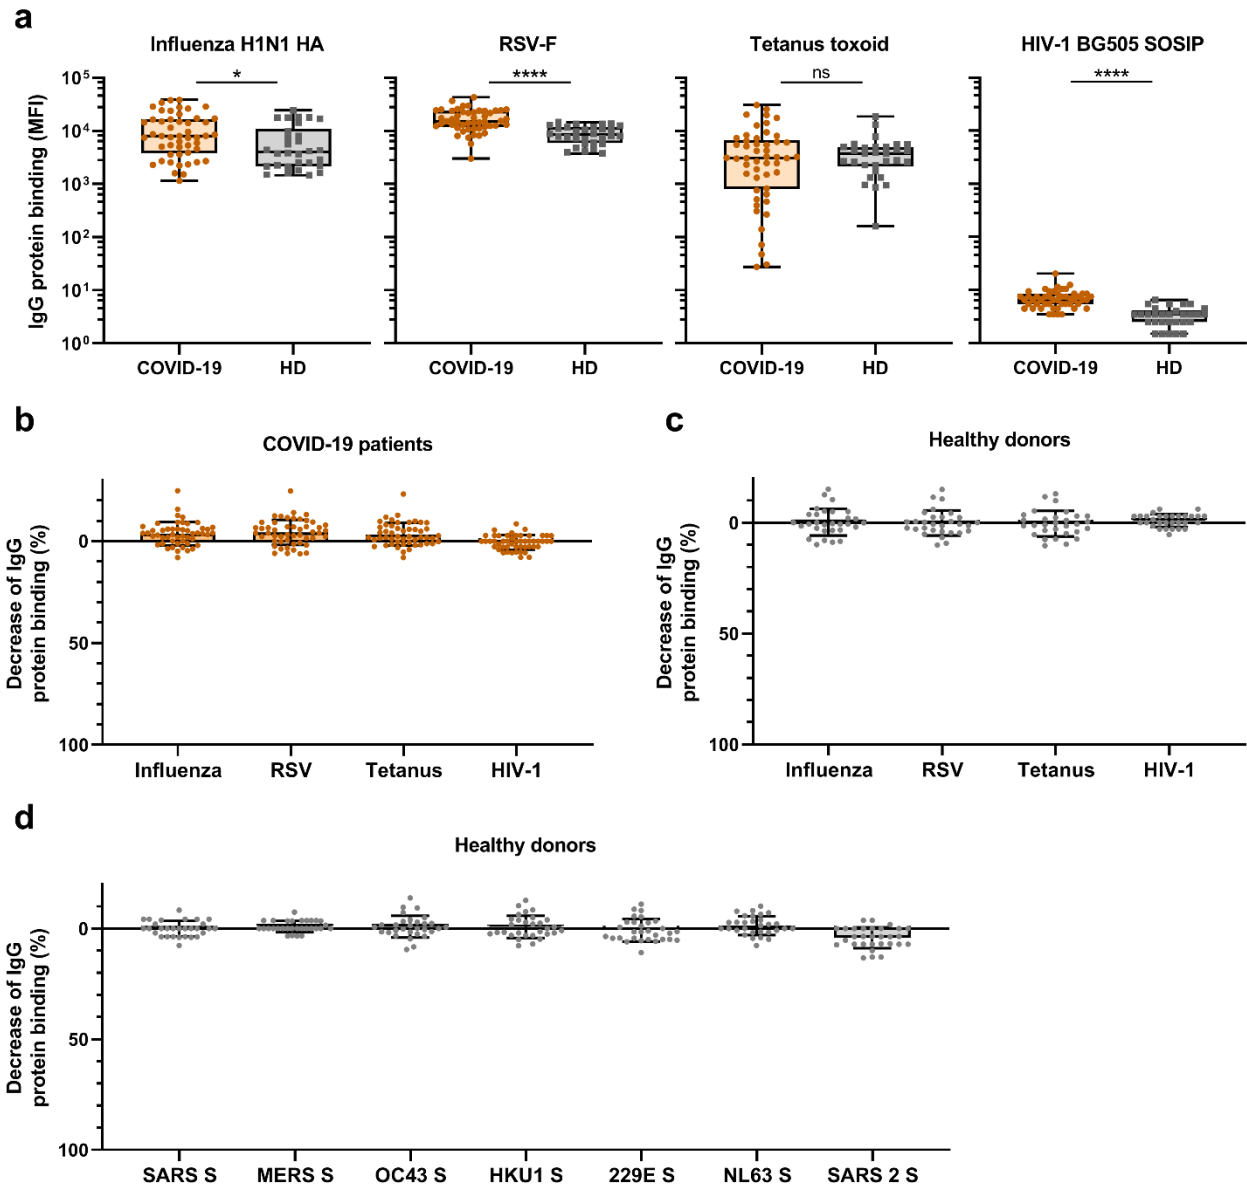 a
Influenza H1N1 HA
RSV-F
Tetanus toxoid
HIV-1 BG505 SOSIP
IgG protein binding (MFI)
10⁵
10⁴
10³
10²
10¹
10⁰
*
****
ns
****
COVID-19 HD
COVID-19 HD
COVID-19 HD
COVID-19 HD
b
COVID-19 patients
Decrease of IgG
protein binding (%)
0
50
100
Influenza RSV Tetanus HIV-1
c
Healthy donors
Decrease of IgG
protein binding (%)
0
50
100
Influenza RSV Tetanus HIV-1
d
Healthy donors
Decrease of IgG
protein binding (%)
0
50
100
SARS S MERS S OC43 S HKU1 S 229E S NL63 S SARS 2 S